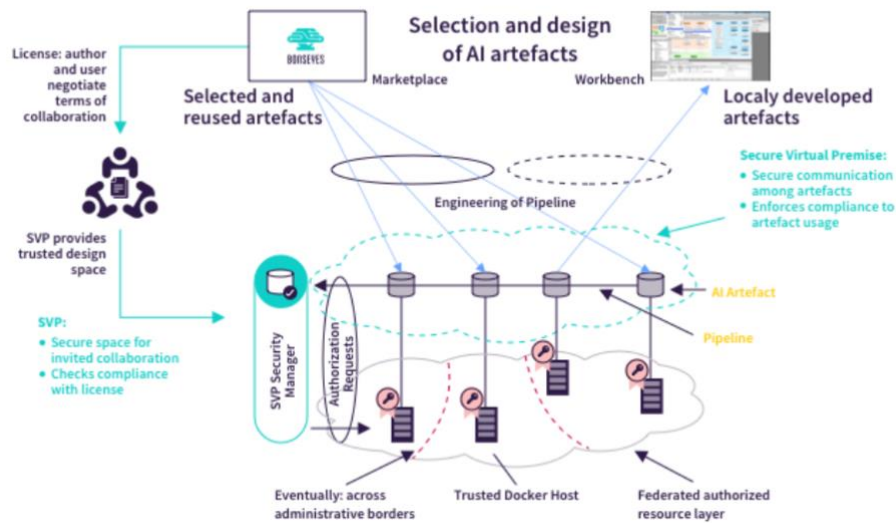 Selection and design
of AI artefacts
BONSEYES
Marketplace
Workbench
License: author
and user
negotiate
terms of
collaboration
Selected and
reused artefacts
Localy developed
artefacts
Secure Virtual Premise:
Secure communication
among artefacts
Enforces compliance to
artefact usage
Engineering of Pipeline
SVP provides
trusted design
space
SVP:
Secure space for
invited collaboration
Checks compliance
with license
SVP Security
Manager
Authorization
Requests
AI Artefact
Pipeline
Eventually: across
administrative borders
Trusted Docker Host
Federated authorized
resource layer